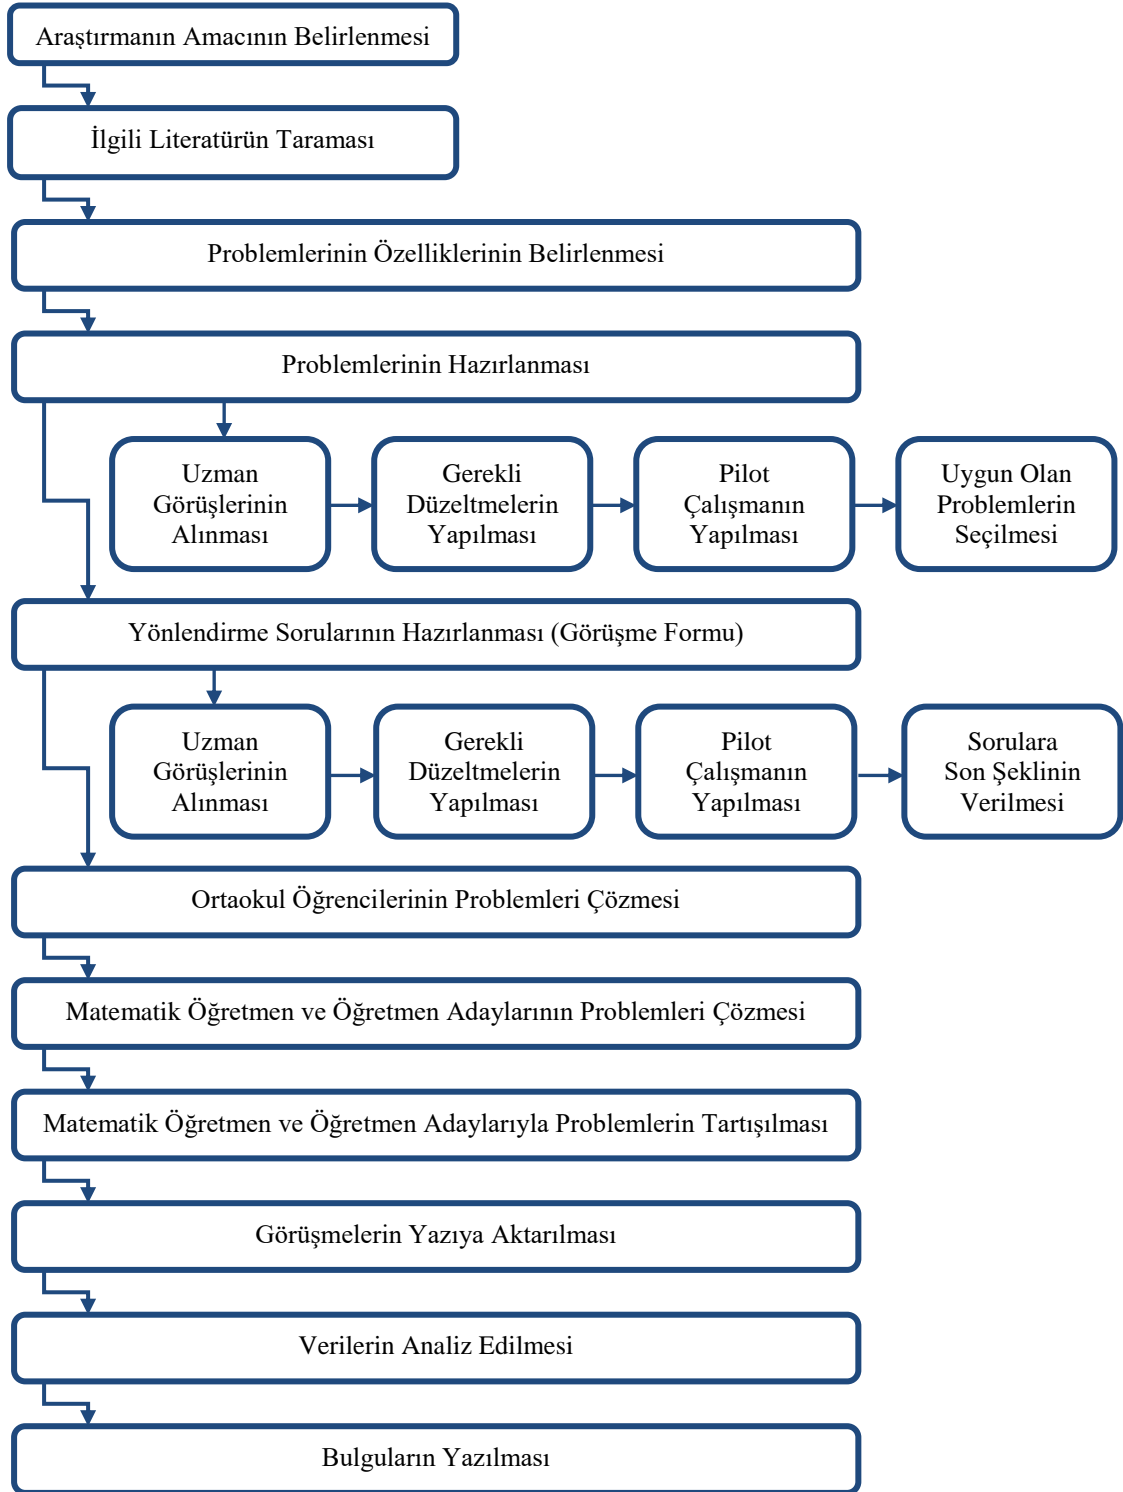 Araştırmanın Amacının Belirlenmesi
İlgili Literatürün Taraması
Problemlerinin Özelliklerinin Belirlenmesi
Problemlerinin Hazırlanması
Uzman
Görüşlerinin
Alınması
Gerekli
Düzeltmelerin
Yapılması
Pilot
Çalışmanın
Yapılması
Uygun Olan
Problemlerin
Seçilmesi
Yönlendirme Sorularının Hazırlanması (Görüşme Formu)
Uzman
Görüşlerinin
Alınması
Gerekli
Düzeltmelerin
Yapılması
Pilot
Çalışmanın
Yapılması
Sorulara
Son Şeklinin
Verilmesi
Ortaokul Öğrencilerinin Problemleri Çözmesi
Matematik Öğretmen ve Öğretmen Adaylarının Problemleri Çözmesi
Matematik Öğretmen ve Öğretmen Adaylarıyla Problemlerin Tartışılması
Görüşmelerin Yazıya Aktarılması
Verilerin Analiz Edilmesi
Bulguların Yazılması